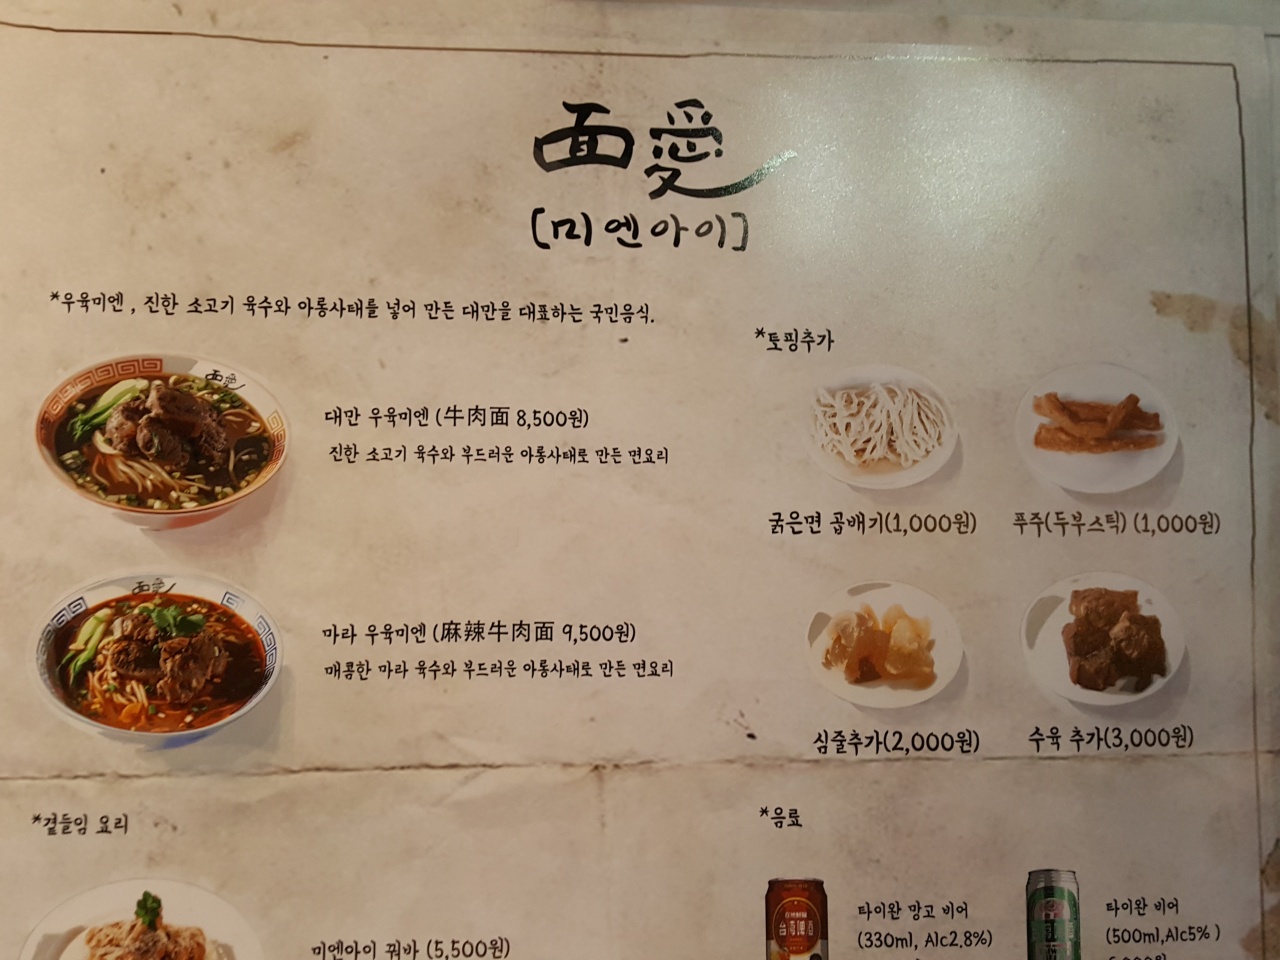 面愛
[미엔아이]
*우육미엔, 진한 소고기 육수와 아롱사태를 넣어 만든 대만을 대표하는 국민음식.
대만 우육미엔 (牛肉面 8,500원)
진한 소고기 육수와 부드러운 아롱사태로 만든 면요리
마라 우육미엔 (麻辣牛肉面 9,500원)
매콤한 마라 육수와 부드러운 아롱사태로 만든 면요리
*토핑추가
굵은면 곱배기(1,000원)
푸주(두부스틱) (1,000원)
심줄추가(2,000원)
수육 추가(3,000원)
*곁들임 요리
미엔아이 꿔바 (5,500원)
*음료
타이완 망고 비어
(330ml, Alc2.8%)
타이완 비어
(500ml,Alc5% )
面愛
面愛
台灣啤酒